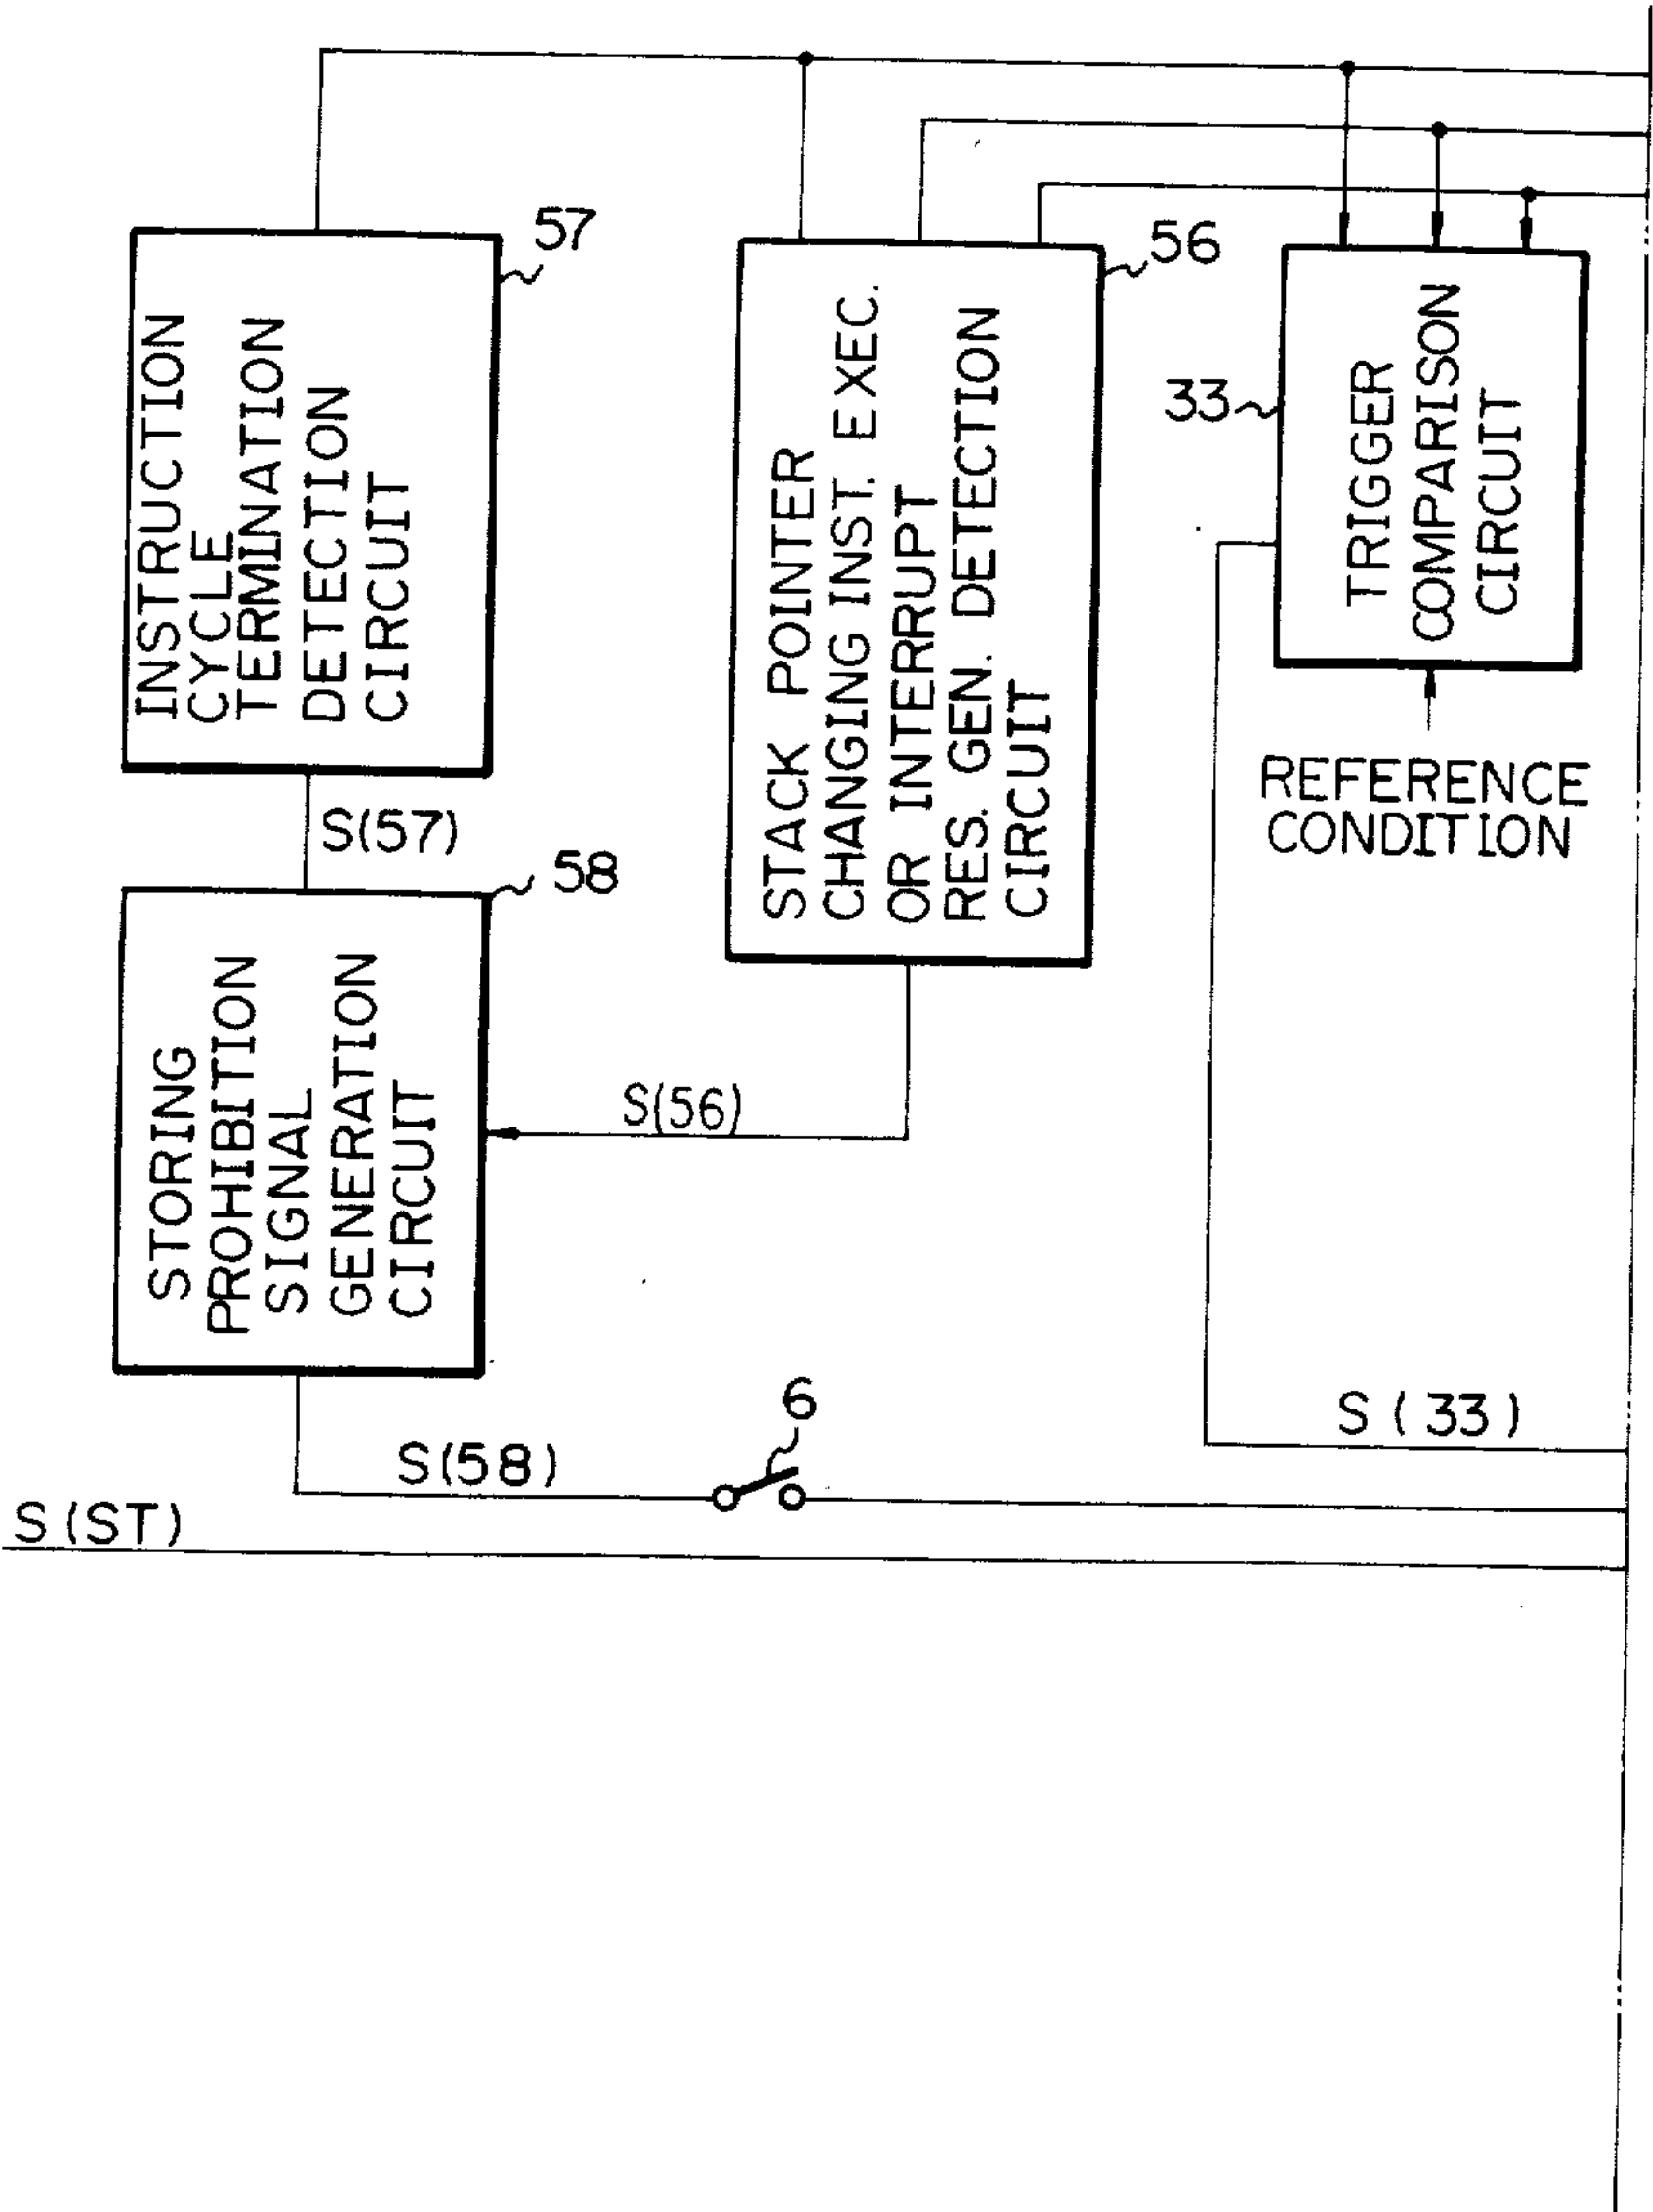 57
INSTRUCTION
CYCLE
TERMINATION
DETECTION
CIRCUIT
S(57)
56
STACK POINTER
CHANGING INST. EXEC.
OR INTERRUPT
RES. GEN. DETECTION
CIRCUIT
33
TRIGGER
COMPARISON
CIRCUIT
REFERENCE
CONDITION
58
STORING
PROHIBITION
SIGNAL
GENERATION
CIRCUIT
S(56)
S(58)
6
S(33)
S(ST)